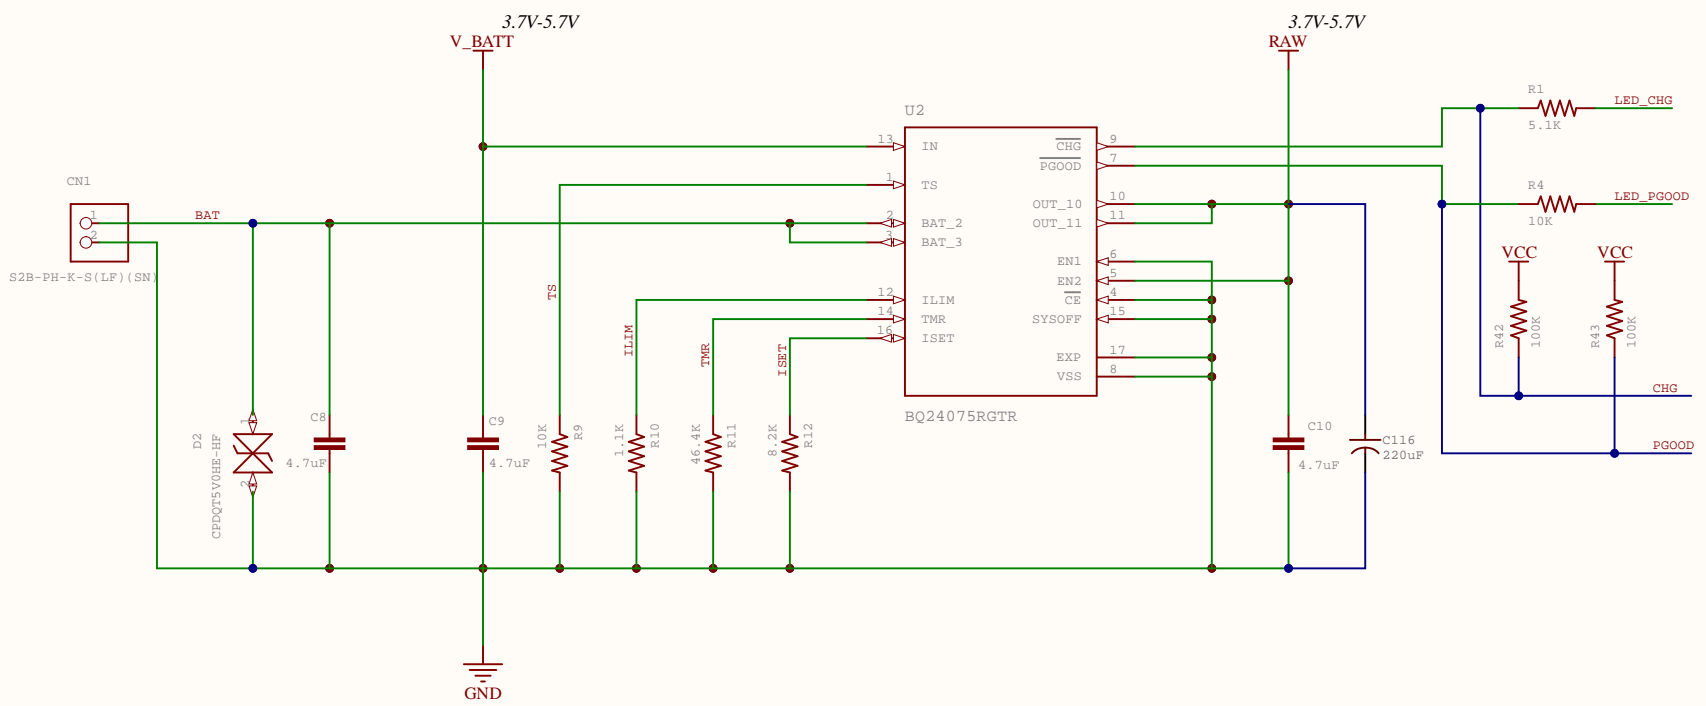 3.7V-5.7V
V_BATT
3.7V-5.7V
RAW
U2
13
IN
1
TS
2
BAT_2
3
BAT_3
12
ILIM
14
TMR
16
ISET
CHG
9
PGOOD
7
OUT_10
10
OUT_11
11
EN1
6
EN2
5
CE
4
SYSOFF
15
EXP
17
VSS
8
BQ24075RGTR
CN1
1
2
BAT
S2B-PH-K-S(LF)(SN)
TS
ILIM
TMR
ISET
D2
CPDQT5V0HE-HF
1
2
C8
4.7uF
C9
4.7uF
10K
R9
1.1K
R10
46.4K
R11
8.2K
R12
C10
4.7uF
C116
220uF
R1
5.1K
LED_CHG
R4
10K
LED_PGOOD
VCC
VCC
R42
100K
R43
100K
CHG
PGOOD
GND